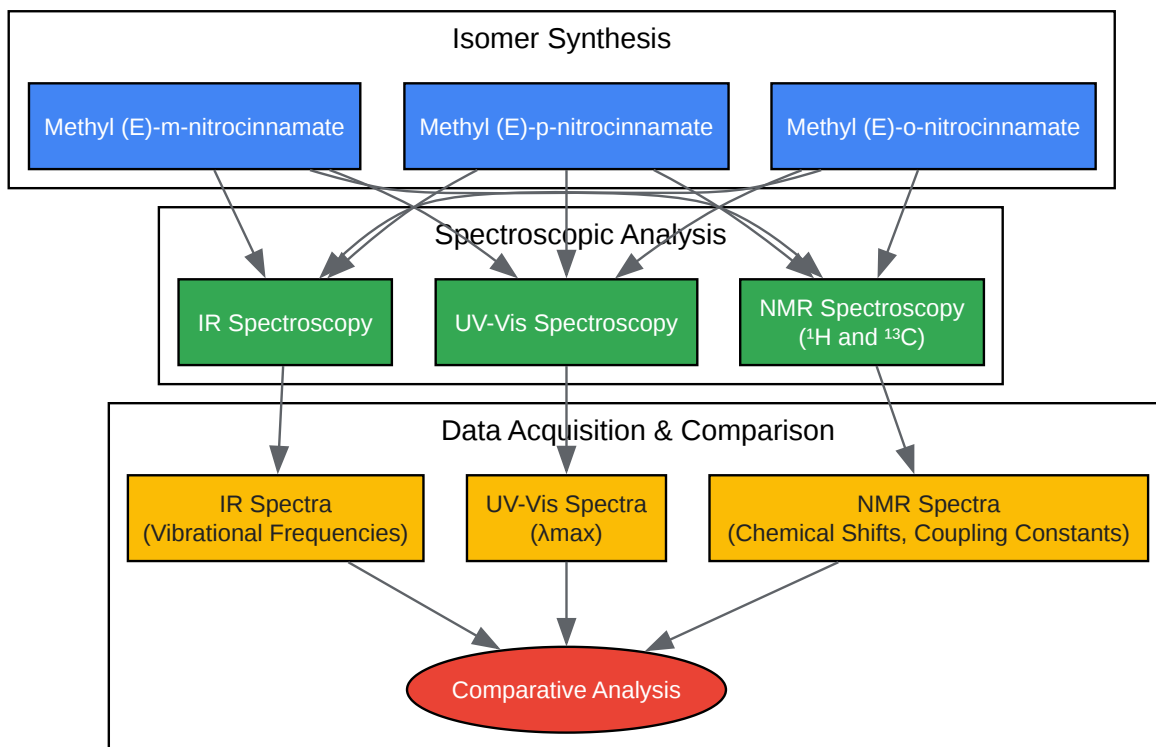 Isomer Synthesis
Methyl (E)-m-nitrocinnamate
Methyl (E)-p-nitrocinnamate
Methyl (E)-o-nitrocinnamate
Spectroscopic Analysis
IR Spectroscopy
UV-Vis Spectroscopy
NMR Spectroscopy
(¹H and ¹³C)
Data Acquisition & Comparison
IR Spectra
(Vibrational Frequencies)
UV-Vis Spectra
(λmax)
NMR Spectra
(Chemical Shifts, Coupling Constants)
Comparative Analysis